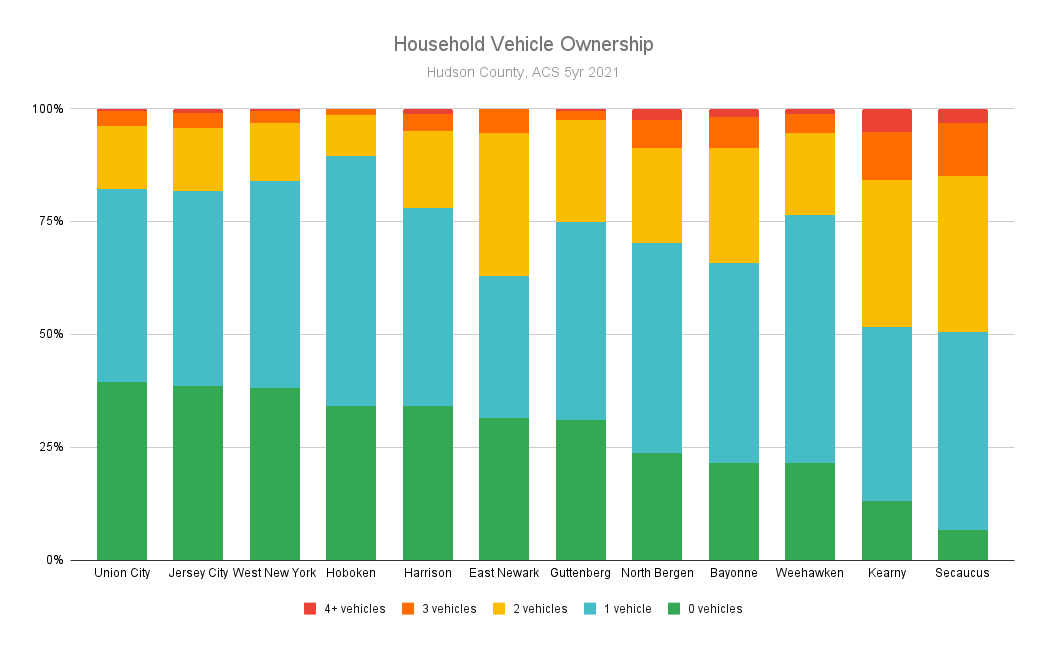 Household Vehicle Ownership
Hudson County, ACS 5yr 2021
100%
75%
50%
25%
0%
Union City Jersey City West New York Hoboken Harrison East Newark Guttenberg North Bergen Bayonne Weehawken Kearny Secaucus
4+ vehicles 3 vehicles 2 vehicles 1 vehicle 0 vehicles